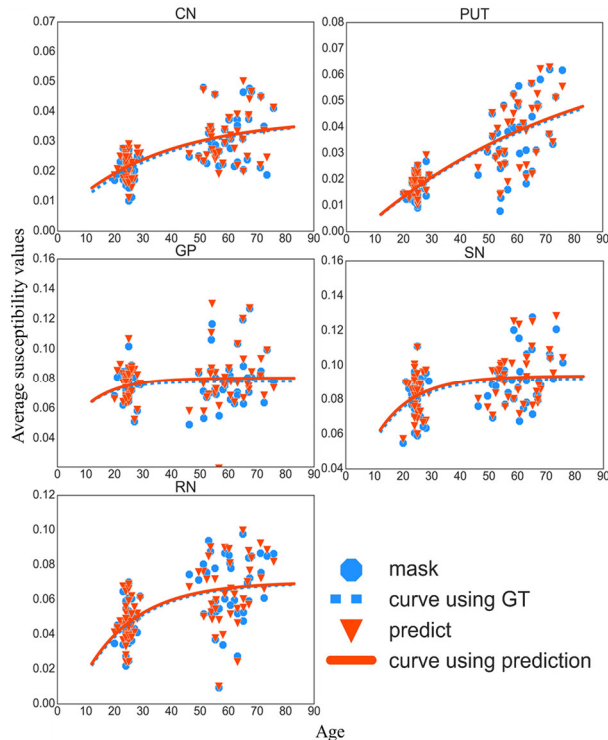 CN
PUT
0.07
0.06
0.05
0.04
0.03
0.02
0.01
0.00
0 10 20 30 40 50 60 70 80 90
0.08
0.07
0.06
0.05
0.04
0.03
0.02
0.01
0.00
0 10 20 30 40 50 60 70 80 90
GP
SN
0.16
0.14
0.12
0.10
0.08
0.06
0.04
0 10 20 30 40 50 60 70 80 90
0.16
0.14
0.12
0.10
0.08
0.06
0.04
0 10 20 30 40 50 60 70 80 90
Average susceptibility values
RN
0.12
0.10
0.08
0.06
0.04
0.02
0.00
0 10 20 30 40 50 60 70 80 90
Age
mask
curve using GT
predict
curve using prediction